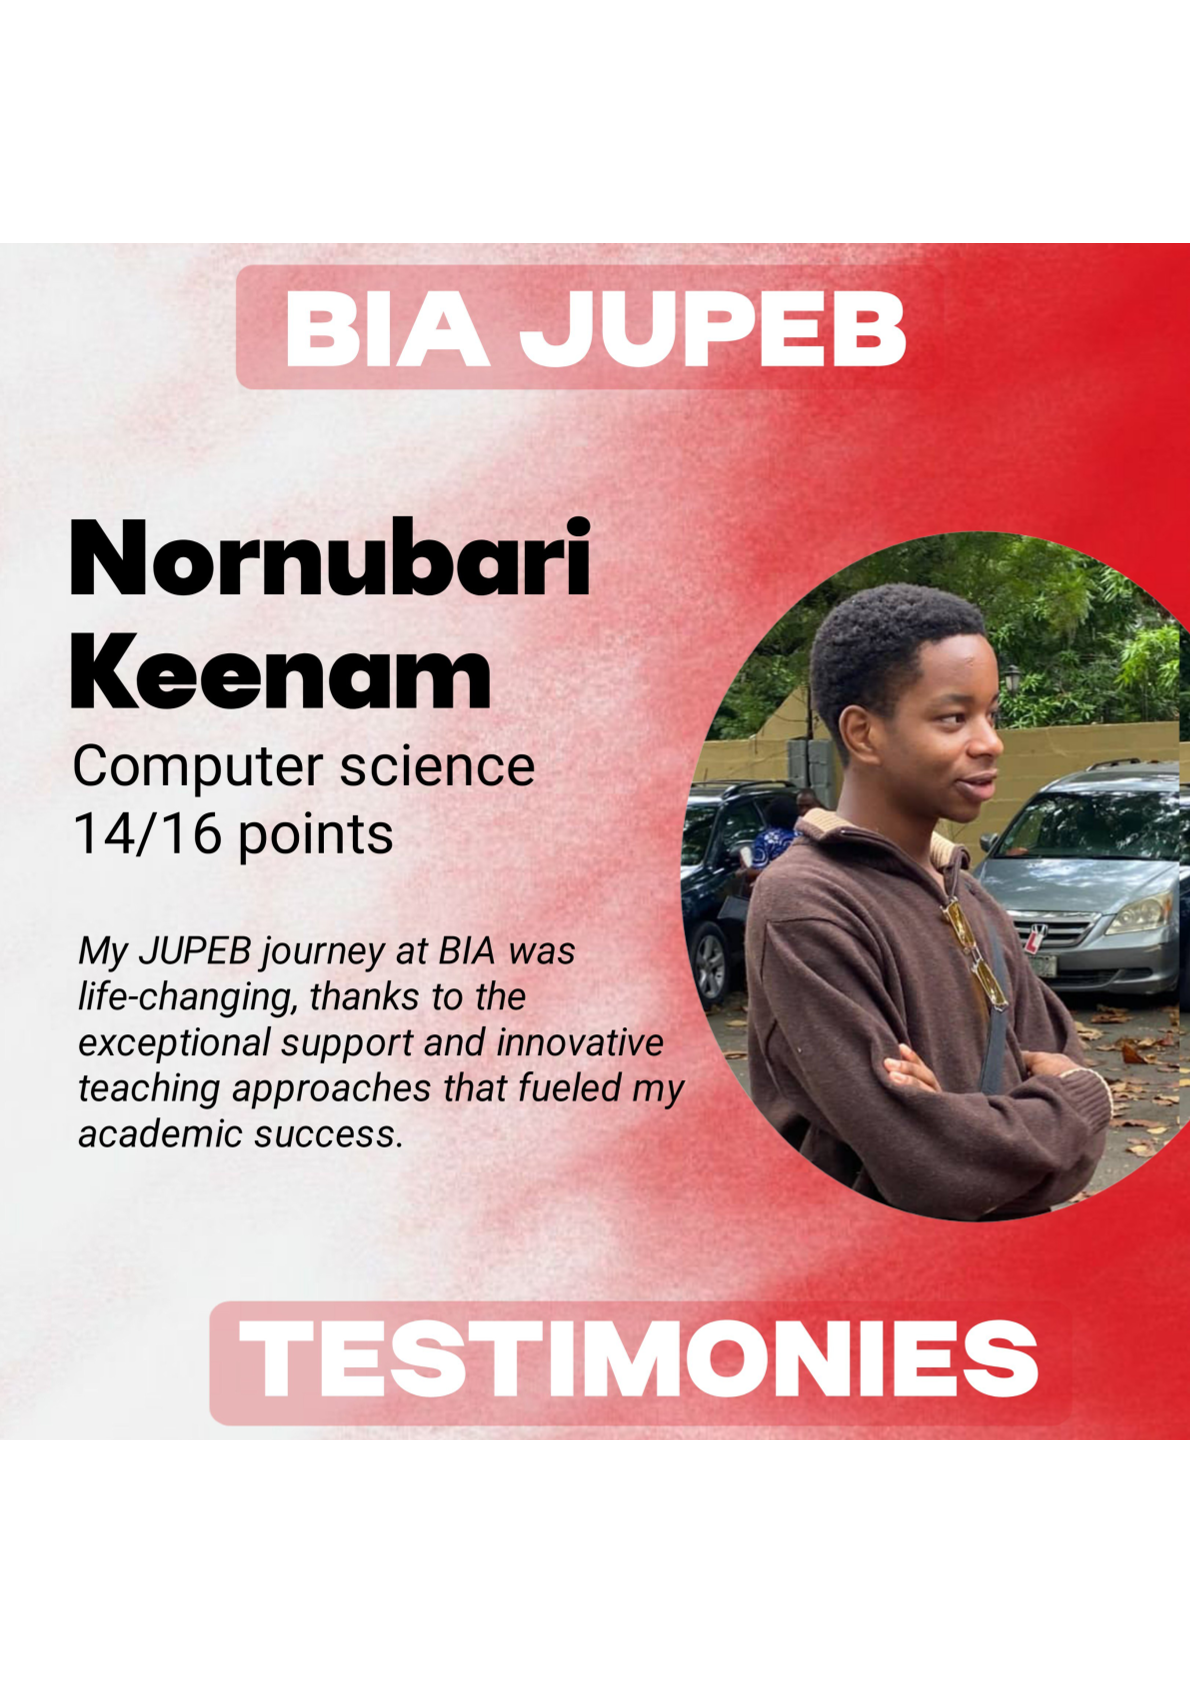 BIA JUPEB
Nornubari
Keenam
Computer science
14/16 points
My JUPEB journey at BIA was
life-changing, thanks to the
exceptional support and innovative
teaching approaches that fueled my
academic success.
TESTIMONIES